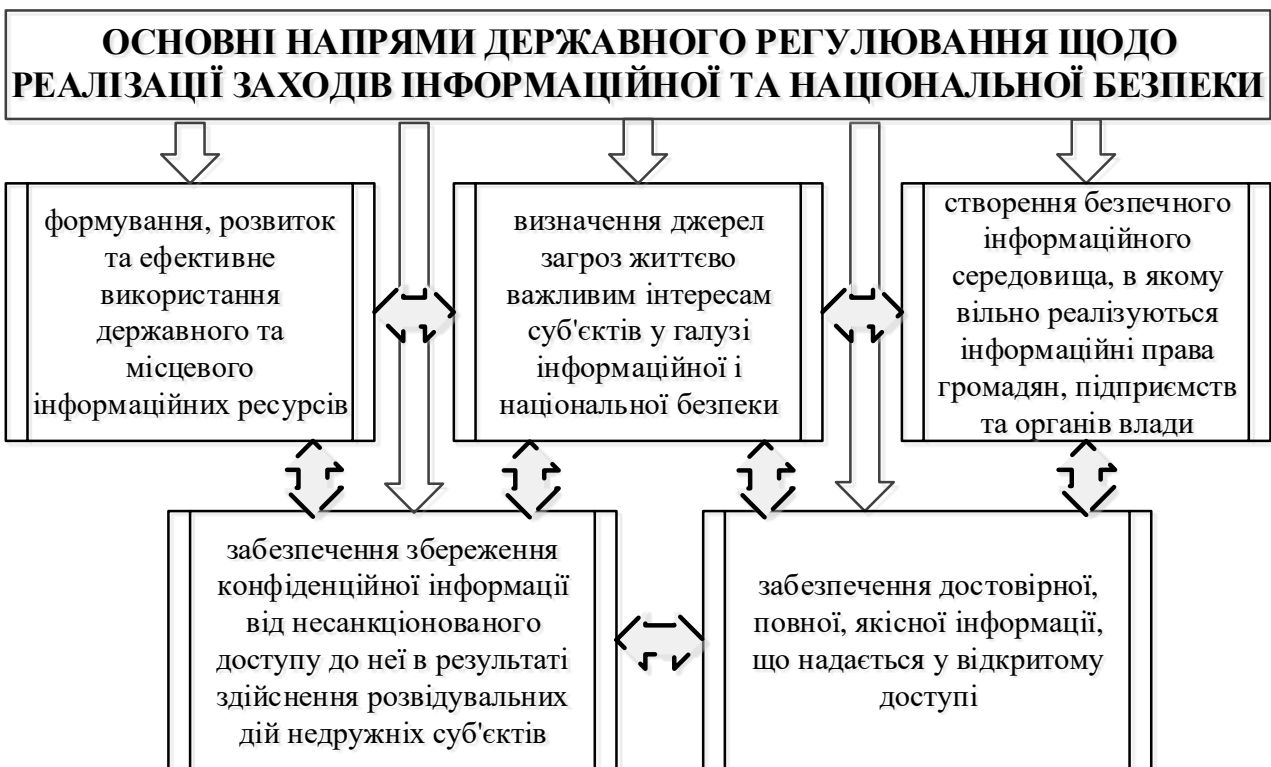 ОСНОВНІ НАПРЯМИ ДЕРЖАВНОГО РЕГУЛЮВАННЯ ЩОДО
РЕАЛІЗАЦІЇ ЗАХОДІВ ІНФОРМАЦІЙНОЇ ТА НАЦІОНАЛЬНОЇ БЕЗПЕКИ
формування, розвиток
та ефективне
використання
державного та
місцевого
інформаційних ресурсів
визначення джерел
загроз життєво
важливим інтересам
суб'єктів у галузі
інформаційної і
національної безпеки
створення безпечного
інформаційного
середовища, в якому
вільно реалізуються
інформаційні права
громадян, підприємств
та органів влади
забезпечення збереження
конфіденційної інформації
від несанкціонованого
доступу до неї в результаті
здійснення розвідувальних
дій недружніх суб'єктів
забезпечення достовірної,
повної, якісної інформації,
що надається у відкритому
доступі